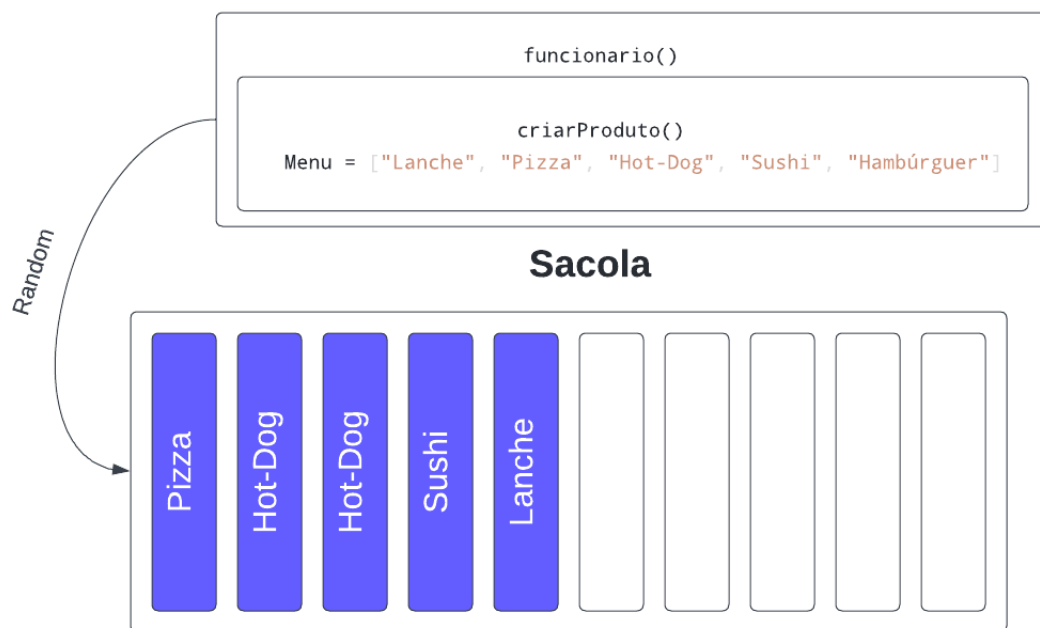 funcionario()
criarProduto()
Menu = ["Lanche", "Pizza", "Hot-Dog", "Sushi", "Hambúrguer"]
Random
Sacola
Pizza
Hot-Dog
Hot-Dog
Sushi
Lanche